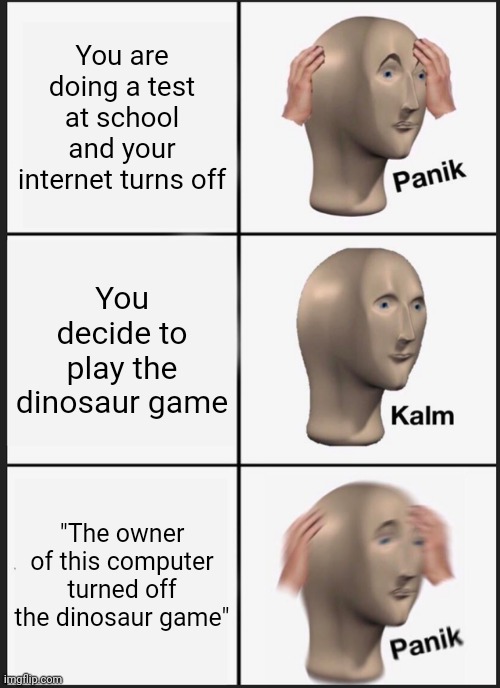 You are
doing a test
at school
and your
internet turns off
Panik
You
decide to
play the
dinosaur game
Kalm
"The owner
of this computer
turned off
the dinosaur game"
Panik
imgflip.com